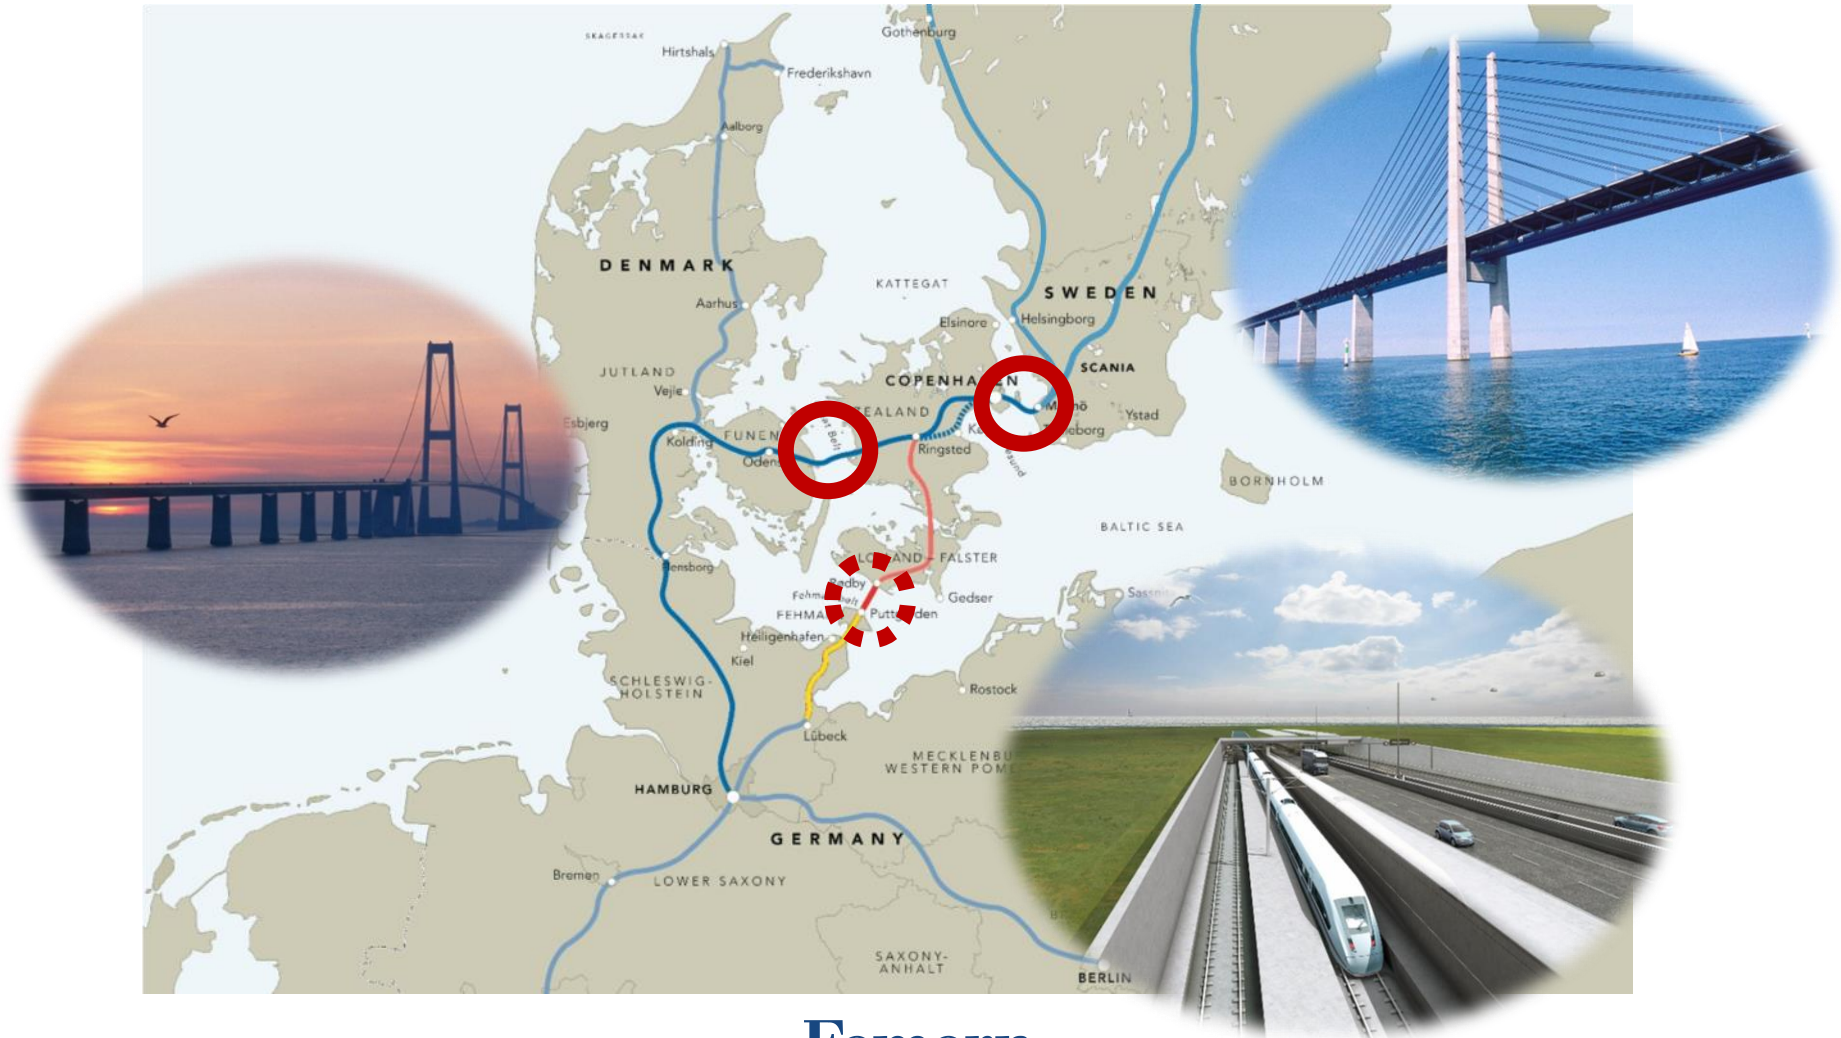 SKAGERRAK
Gothenburg
Hirtshals
Frederikshavn
Aalborg
DENMARK
KATTEGAT
SWEDEN
Aarhus
Elsinore
Helsingborg
JUTLAND
SCANIA
Vejle
COPENHA EN
ZEALAND
Ystad
Esbjerg
FUNEN
Kolding
Ringsted
BORNHOLM
BALTIC SEA
FALSTER
Flensborg
Rødby
Gedser
Heiligenhafen
Kiel
SCHLESWIG-
HOLSTEIN
Rostock
Lübeck
MECKLENBU
WESTERN POM
HAMBURG
GERMANY
Bremen
LOWER SAXONY
SAXONY-
ANHALT
BERLIN